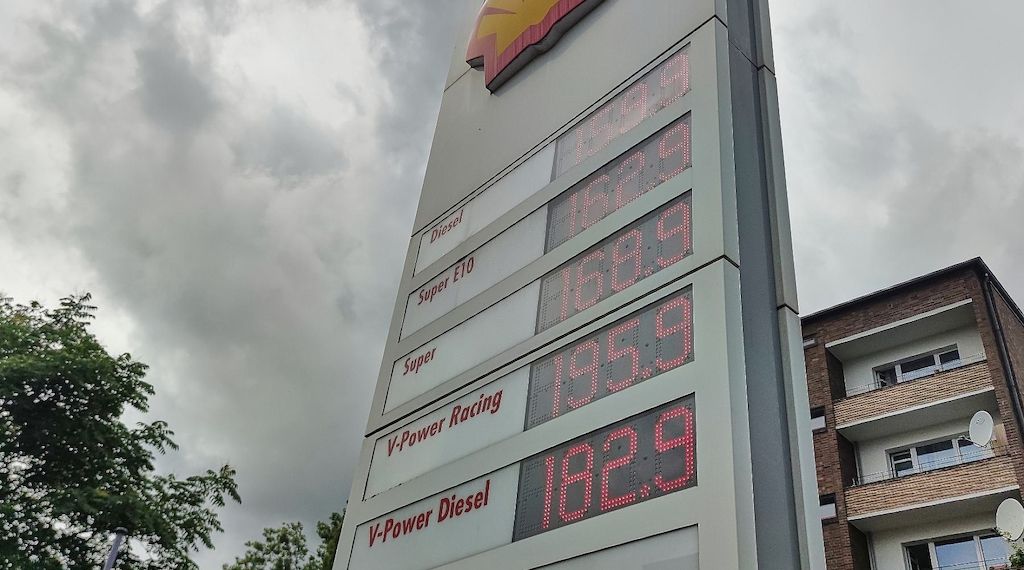 Diesel
Super E10 162.9
Super 168.9
V-Power Racing 195.9
V-Power Diesel 182.9